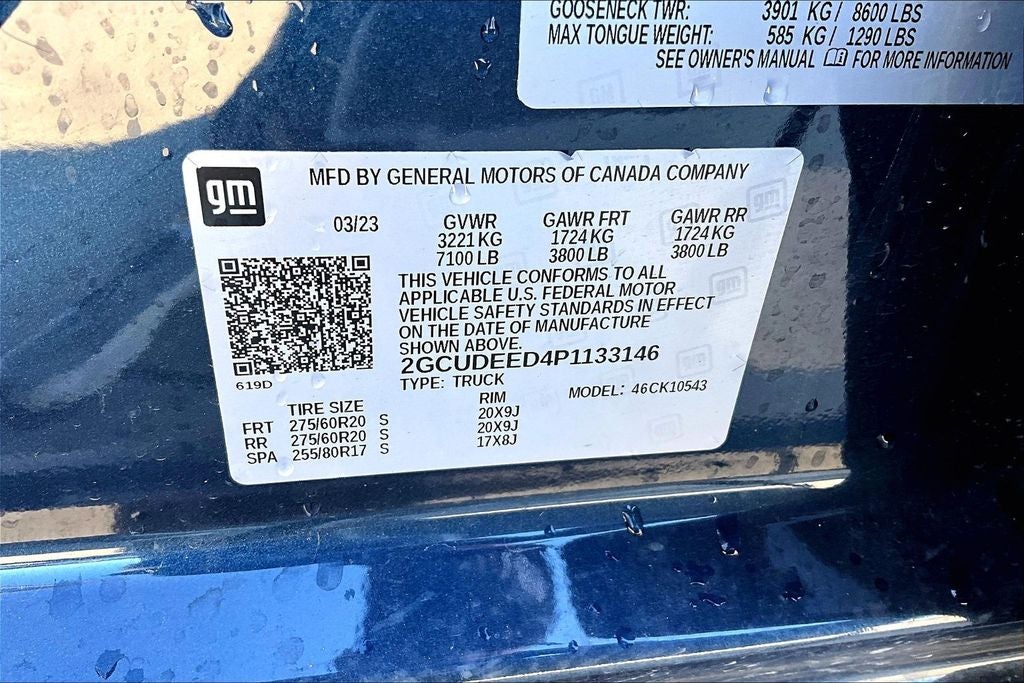 GOOSENECK TWR: 3901 KG / 8600 LBS
MAX TONGUE WEIGHT: 585 KG / 1290 LBS
SEE OWNER'S MANUAL FOR MORE INFORMATION
gm
MFD BY GENERAL MOTORS OF CANADA COMPANY
03/23 GVWR GAWR FRT GAWR RR
3221 KG 1724 KG 1724 KG
7100 LB 3800 LB 3800 LB
THIS VEHICLE CONFORMS TO ALL
APPLICABLE U.S. FEDERAL MOTOR
VEHICLE SAFETY STANDARDS IN EFFECT
ON THE DATE OF MANUFACTURE
SHOWN ABOVE.
2GCUDEED4P1133146
619D TYPE: TRUCK MODEL: 46CK10543
TIRE SIZE RIM
FRT 275/60R20 S 20X9J
RR 275/60R20 S 20X9J
SPA 255/80R17 S 17X8J